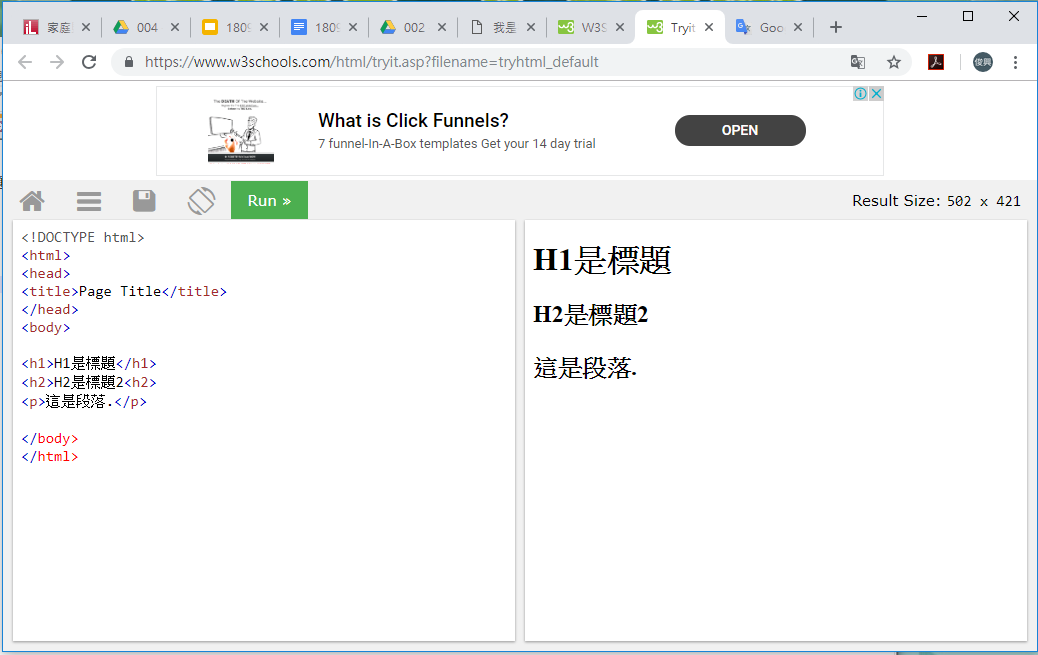 家庭
004
1809
1809
002
我是
W3S
Tryit
Goo
https://www.w3schools.com/html/tryit.asp?filename=tryhtml_default
俊興
What is Click Funnels?
7 funnel-In-A-Box templates Get your 14 day trial
OPEN
Run »
Result Size: 502 x 421
<!DOCTYPE html>
<html>
<head>
<title>Page Title</title>
</head>
<body>
<h1>H1是標題</h1>
<h2>H2是標題2<h2>
<p>這是段落.</p>
</body>
</html>
H1是標題
H2是標題2
這是段落.